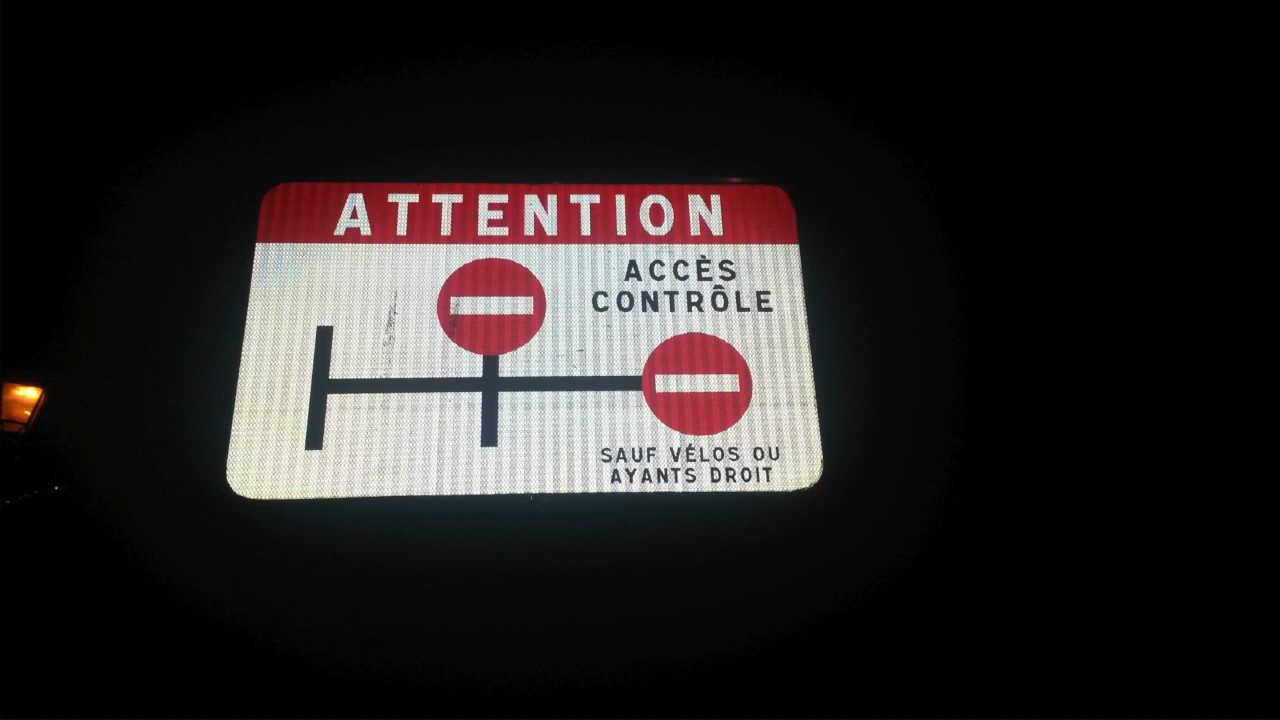 ATTENTION
ACCÈS
CONTRÔLE
SAUF VÉLOS OU
AYANTS DROIT